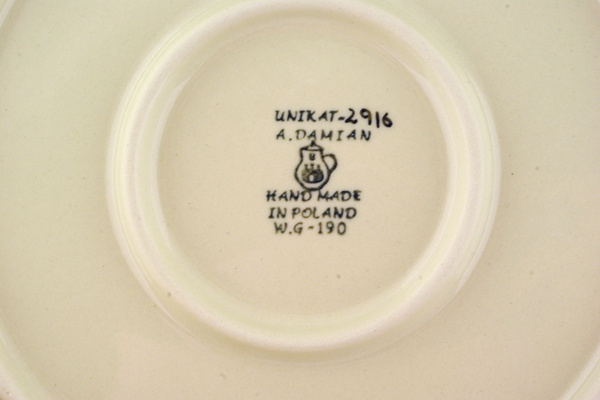 UNIKAT-2916
A.DAMIAN
HAND MADE
IN POLAND
W.G-190